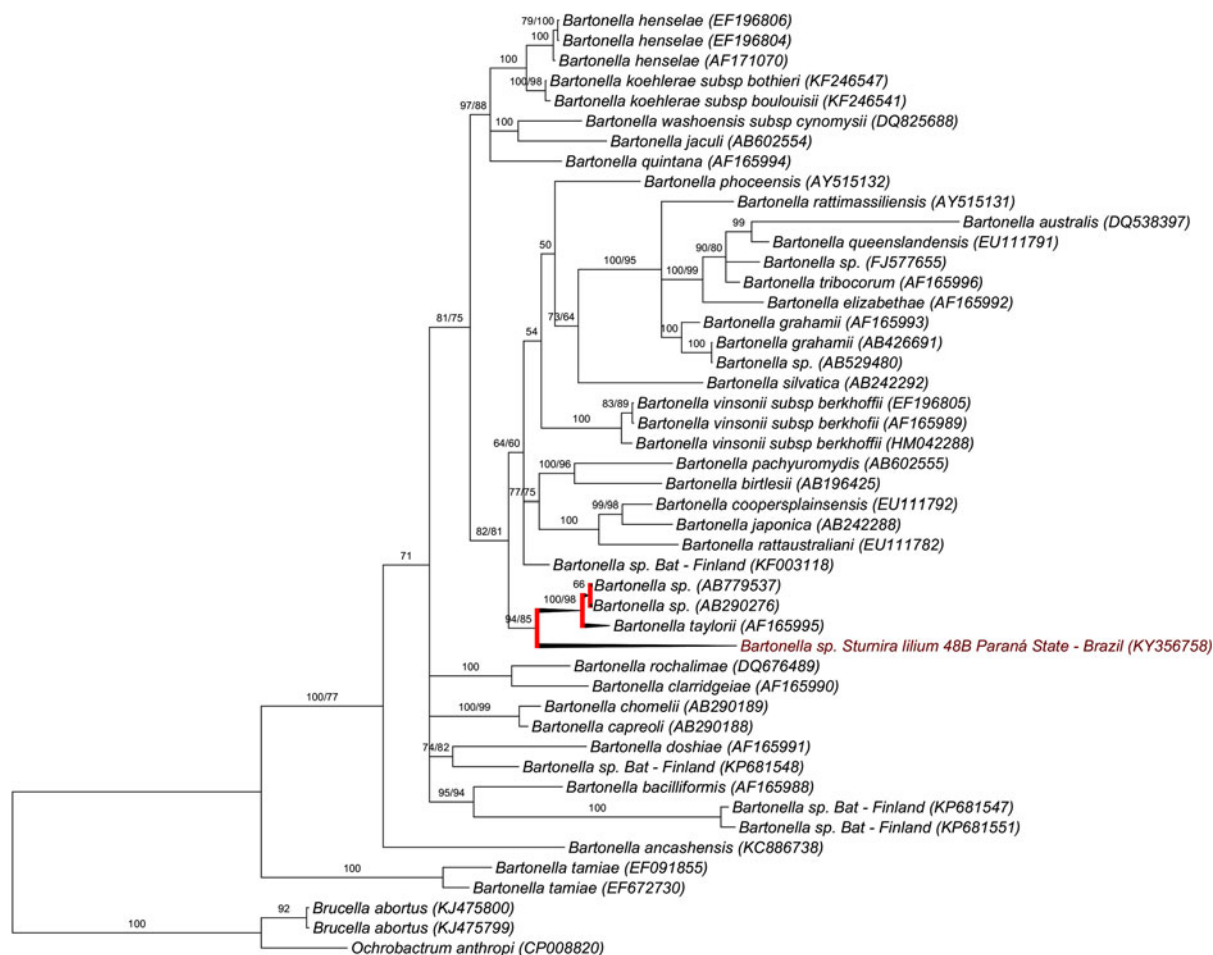 79/100
Bartonella henselae (EF196806)
100
Bartonella henselae (EF196804)
100
Bartonella henselae (AF171070)
100/98
Bartonella koehlerae subsp bothieri (KF246547)
Bartonella koehlerae subsp boulouisii (KF246541)
97/88
100
Bartonella washoensis subsp cynomysii (DQ825688)
Bartonella jaculi (AB602554)
Bartonella quintana (AF165994)
Bartonella phoceensis (AY515132)
Bartonella rattimassiliensis (AY515131)
99
Bartonella australis (DQ538397)
50
Bartonella queenslandensis (EU111791)
90/80
100/95
100/99
Bartonella sp. (FJ577655)
Bartonella tribocorum (AF165996)
Bartonella elizabethae (AF165992)
81/75
54
73/64
100
Bartonella grahamii (AF165993)
100
Bartonella grahamii (AB426691)
Bartonella sp. (AB529480)
Bartonella silvatica (AB242292)
83/89
Bartonella vinsonii subsp berkhoffii (EF196805)
100
Bartonella vinsonii subsp berkhofii (AF165989)
Bartonella vinsonii subsp berkhoffii (HM042288)
64/60
100/96
Bartonella pachyuromydis (AB602555)
Bartonella birtlesii (AB196425)
77/75
99/98
Bartonella coopersplainsensis (EU111792)
100
Bartonella japonica (AB242288)
Bartonella rattaustraliani (EU111782)
82/81
71
Bartonella sp. Bat - Finland (KF003118)
66
Bartonella sp. (AB779537)
100/98
Bartonella sp. (AB290276)
94/85
Bartonella taylorii (AF165995)
Bartonella sp. Sturnira lilium 48B Paraná State - Brazil (KY356758)
100
Bartonella rochalimae (DQ676489)
Bartonella clarridgeiae (AF165990)
100/77
100/99
Bartonella chomelii (AB290189)
Bartonella capreoli (AB290188)
74/82
Bartonella doshiae (AF165991)
Bartonella sp. Bat - Finland (KP681548)
95/94
Bartonella bacilliformis (AF165988)
100
Bartonella sp. Bat - Finland (KP681547)
Bartonella sp. Bat - Finland (KP681551)
Bartonella ancashensis (KC886738)
100
Bartonella tamiae (EF091855)
Bartonella tamiae (EF672730)
92
Brucella abortus (KJ475800)
100
Brucella abortus (KJ475799)
Ochrobactrum anthropi (CP008820)